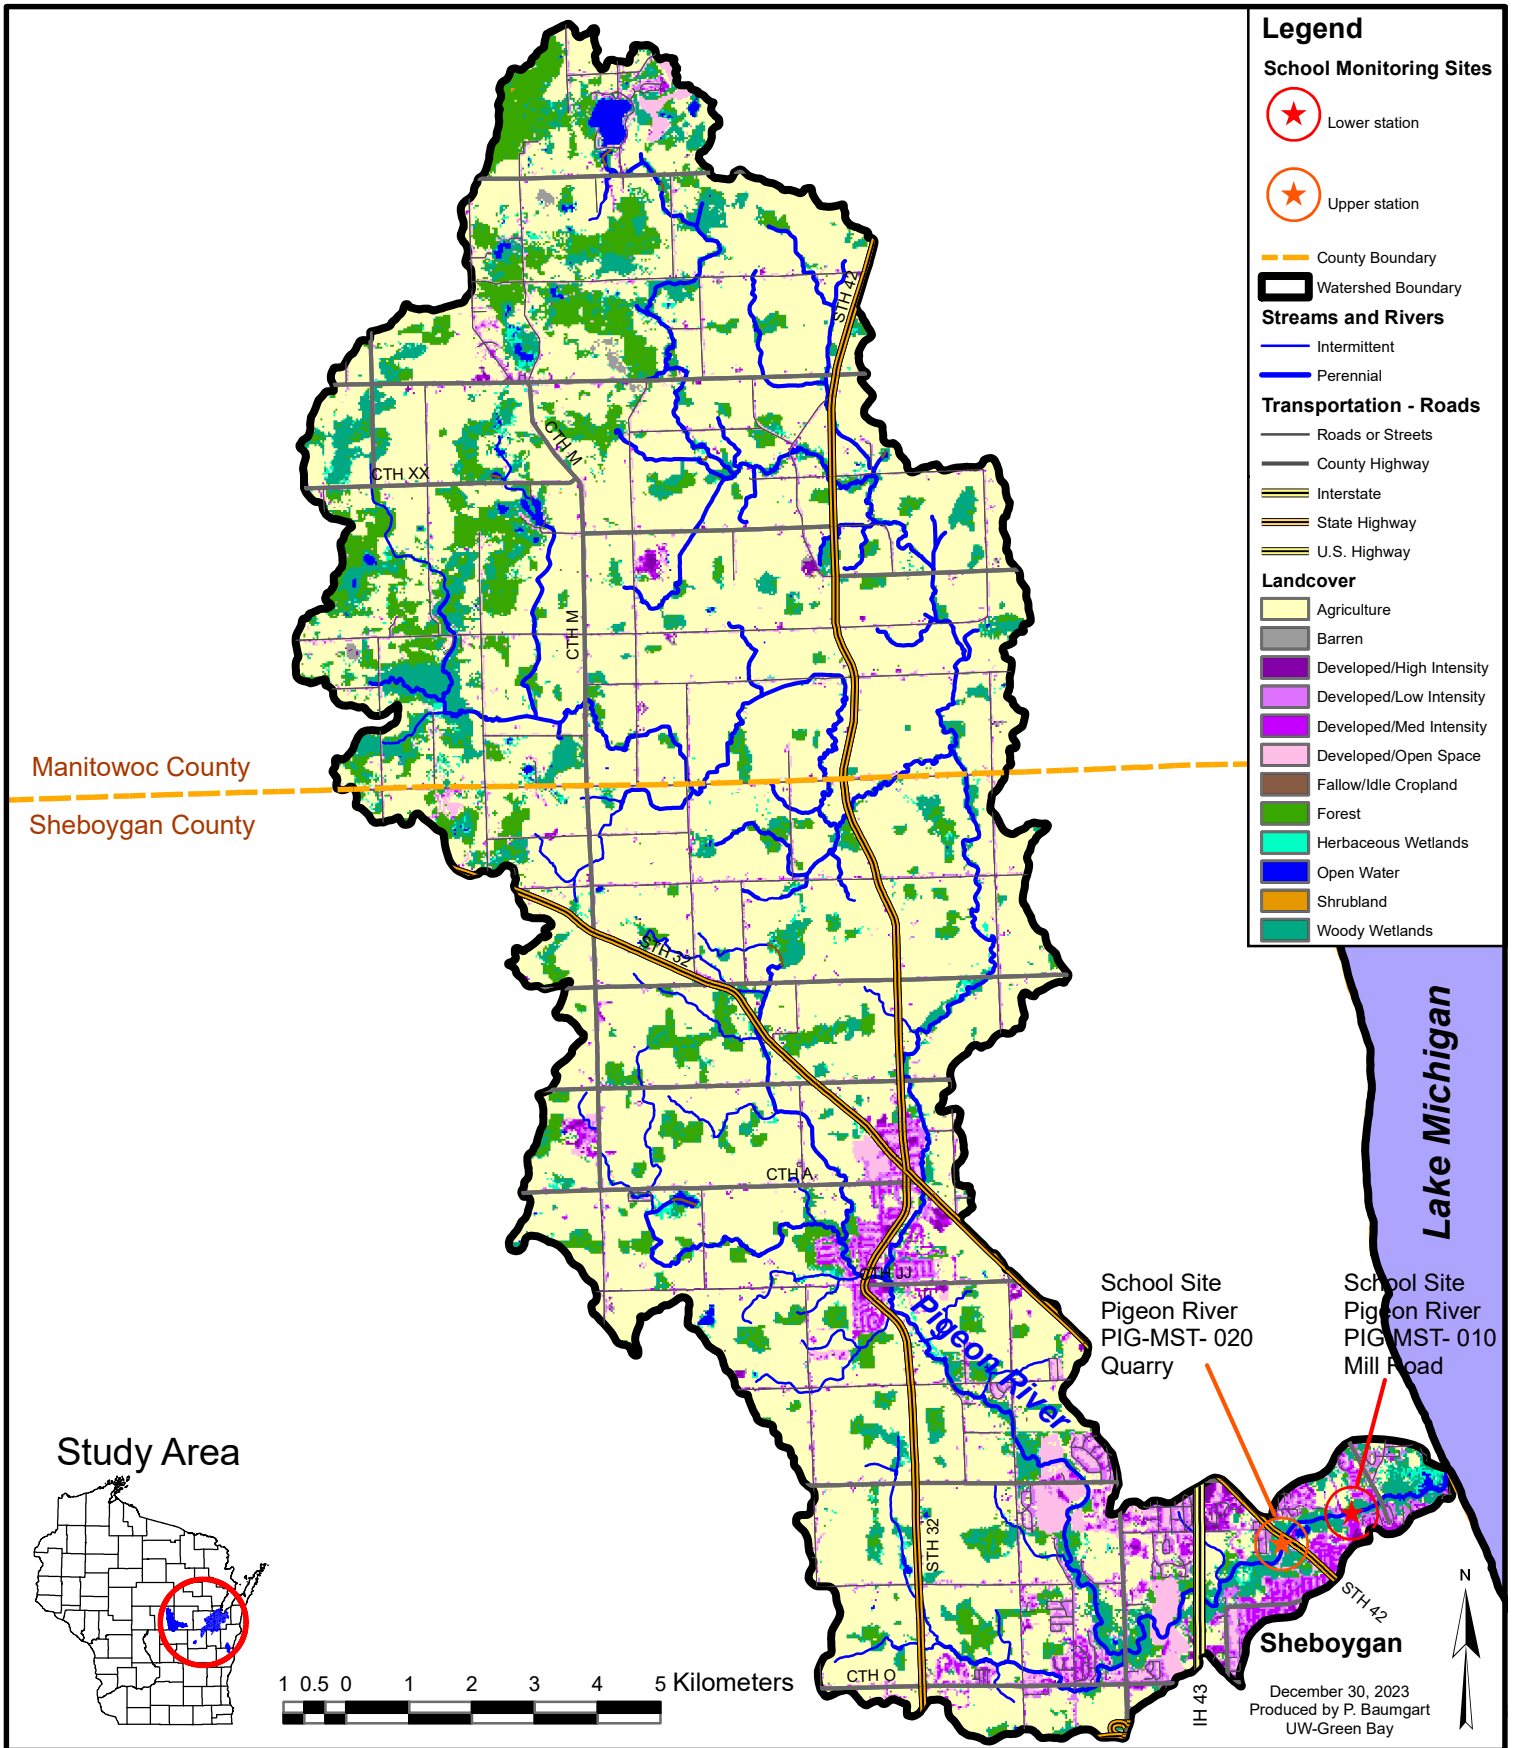 Legend
School Monitoring Sites
Lower station
Upper station
County Boundary
Watershed Boundary
Streams and Rivers
Intermittent
Perennial
Transportation - Roads
Roads or Streets
County Highway
Interstate
State Highway
U.S. Highway
Landcover
Agriculture
Barren
Developed/High Intensity
Developed/Low Intensity
Developed/Med Intensity
Developed/Open Space
Fallow/Idle Cropland
Forest
Herbaceous Wetlands
Open Water
Shrubland
Woody Wetlands
STH 42
CTH M
CTH XX
CTH M
Manitowoc County
Sheboygan County
STH 32
Lake Michigan
CTH A
CTH JJ
Pigeon River
School Site
Pigeon River
PIG-MST- 020
Quarry
School Site
Pigeon River
PIG-MST- 010
Mill Road
Study Area
STH 32
STH 42
Sheboygan
CTH O
IH 43
N
1 0.5 0 1 2 3 4 5 Kilometers
December 30, 2023
Produced by P. Baumgart
UW-Green Bay